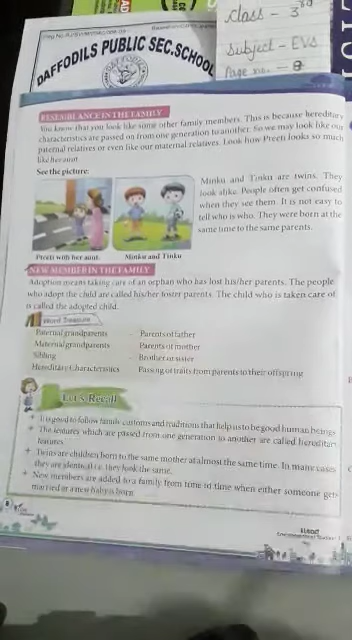 Class - 3rd
Subject - EVS
Page no. - 8
DAFFODILS PUBLIC SEC.SCHOOL
RESEMBLANCE IN THE FAMILY
You know that you look like some other family members. This is because hereditary
characteristics are passed on from one generation to another. So we may look like our
paternal relatives or even like our maternal relatives. Look how Preeti looks so much
like her aunt.
See the picture:
Minku and Tinku are twins. They
look alike. People often get confused
when they see them. It is not easy to
tell who is who. They were born at the
same time to the same parents.
Preeti with her aunt
Minku and Tinku
NEW MEMBER IN THE FAMILY
Adoption means taking care of an orphan who has lost his/her parents. The people
who adopt the child are called his/her foster parents. The child who is taken care of
is called the adopted child.
Word Treasure
Paternal grandparents - Parents of father
Maternal grandparents - Parents of mother
Sibling - Brother or sister
Hereditary Characteristics - Passing of traits from parents to their offspring
Let's Recall
It is good to follow family customs and traditions that help us to be good human beings.
The features which are passed from one generation to another are called hereditary
features.
Twins are children born to the same mother at almost the same time. In many cases
they are identical i.e. they look the same.
New members are added to a family from time to time when either someone gets
married or a new baby is born.
8